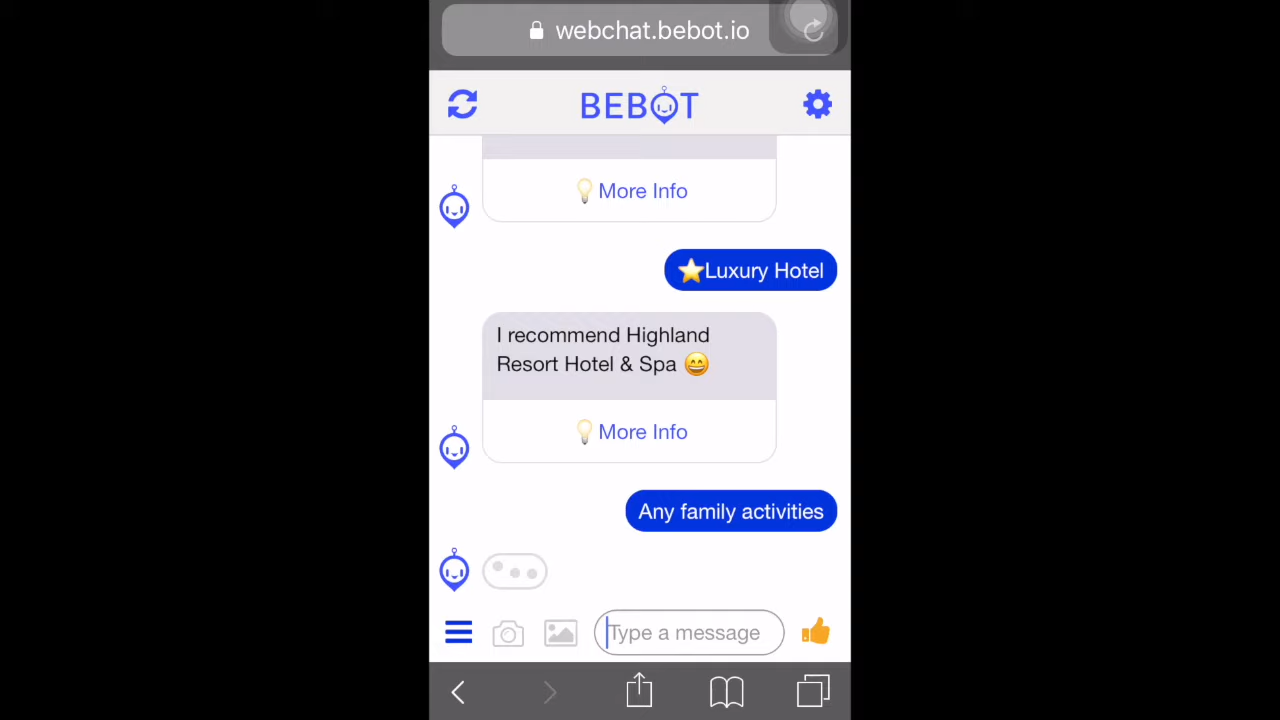 webchat.bebot.io
BEBOT
More Info
Luxury Hotel
I recommend Highland
Resort Hotel & Spa 😄
More Info
Any family activities
Type a message